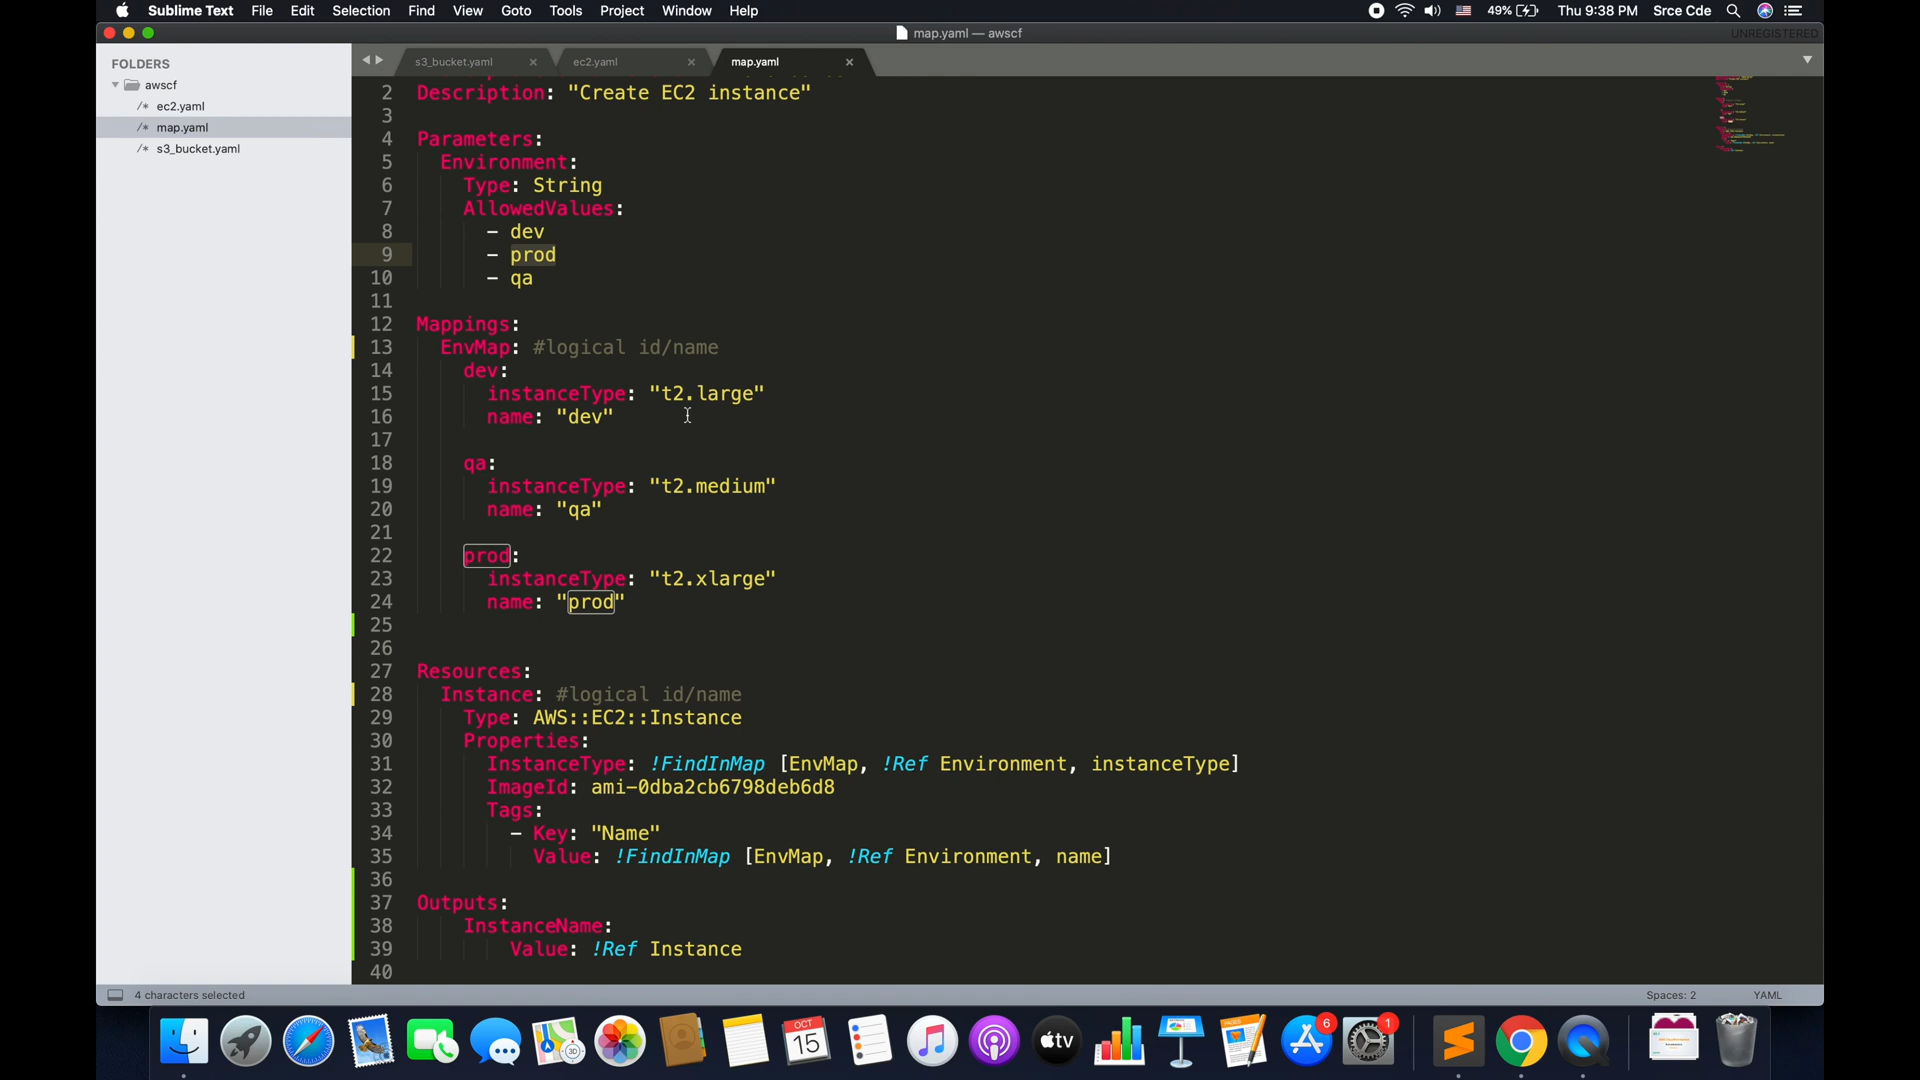 Sublime Text File Edit Selection Find View Goto Tools Project Window Help 49% Thu 9:38 PM Srce Cde
map.yaml — awscf UNREGISTERED
FOLDERS
awscf
/* ec2.yaml
/* map.yaml
/* s3_bucket.yaml
s3_bucket.yaml ec2.yaml map.yaml
2 Description: "Create EC2 instance"
3
4 Parameters:
5 Environment:
6 Type: String
7 AllowedValues:
8 - dev
9 - prod
10 - qa
11
12 Mappings:
13 EnvMap: #logical id/name
14 dev:
15 instanceType: "t2.large"
16 name: "dev"
17
18 qa:
19 instanceType: "t2.medium"
20 name: "qa"
21
22 prod:
23 instanceType: "t2.xlarge"
24 name: "prod"
25
26
27 Resources:
28 Instance: #logical id/name
29 Type: AWS::EC2::Instance
30 Properties:
31 InstanceType: !FindInMap [EnvMap, !Ref Environment, instanceType]
32 ImageId: ami-0dba2cb6798deb6d8
33 Tags:
34 - Key: "Name"
35 Value: !FindInMap [EnvMap, !Ref Environment, name]
36
37 Outputs:
38 InstanceName:
39 Value: !Ref Instance
40
4 characters selected Spaces: 2 YAML
3D
OCT
15
tv
6
1